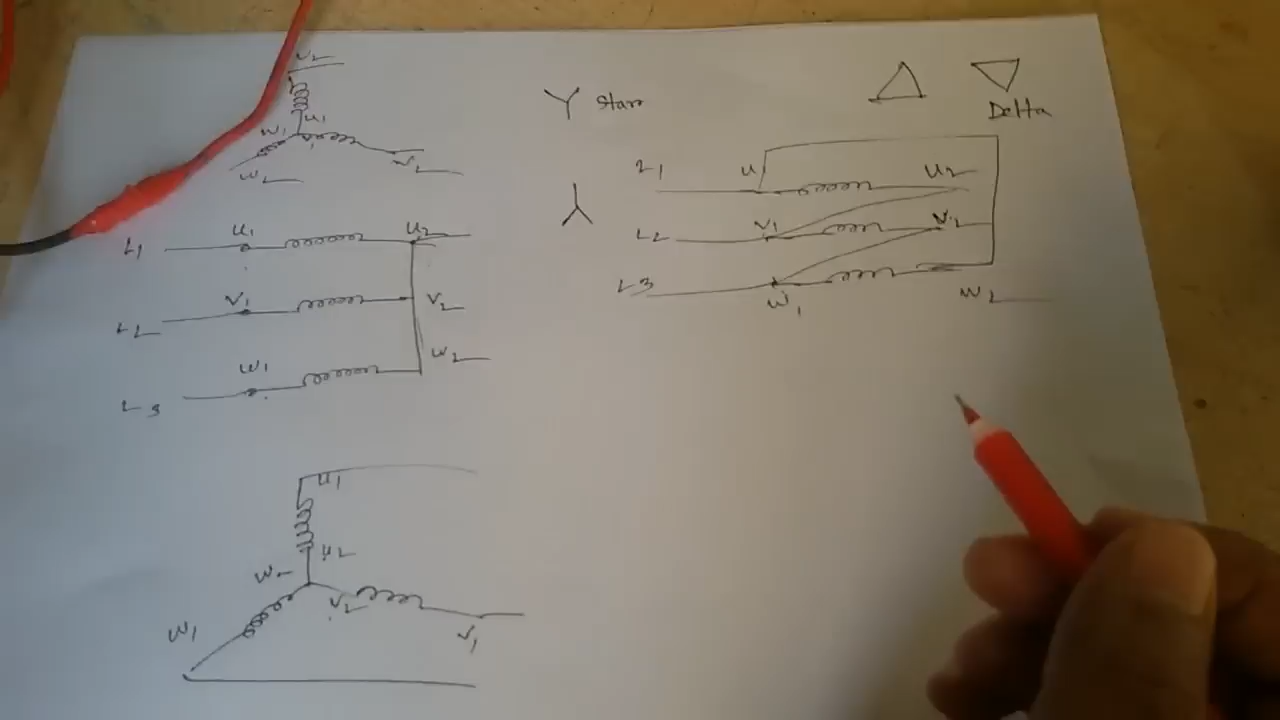 U2
U1
W1
V2
W2
L1 U1 U2
L2 V1 V2
L3 W1 W2
U1
U2
W2
V2
W1
V1
Y Starr
Delta
L1 U U2
L2 V1 V2
L3 W1 W2